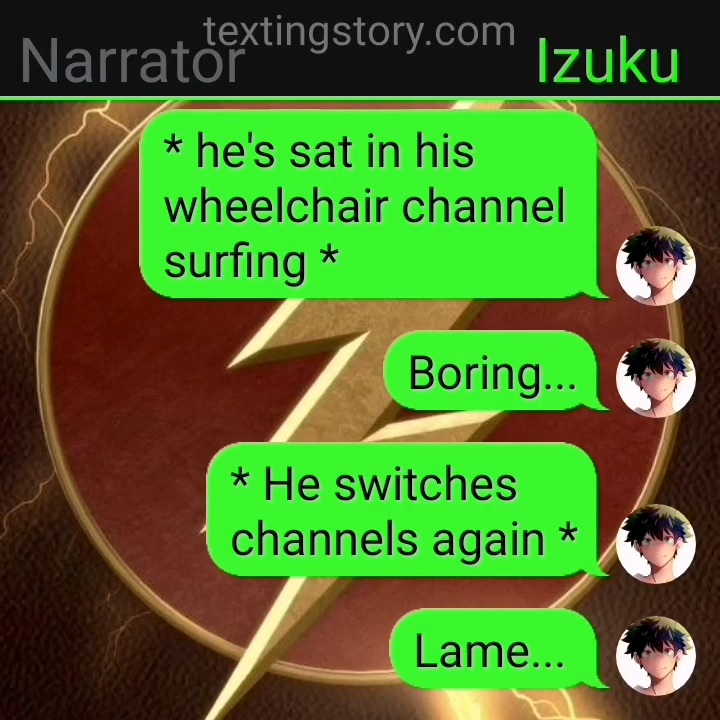 textingstory.com
Narrator
Izuku
* he's sat in his
wheelchair channel
surfing *
Boring...
* He switches
channels again *
Lame...